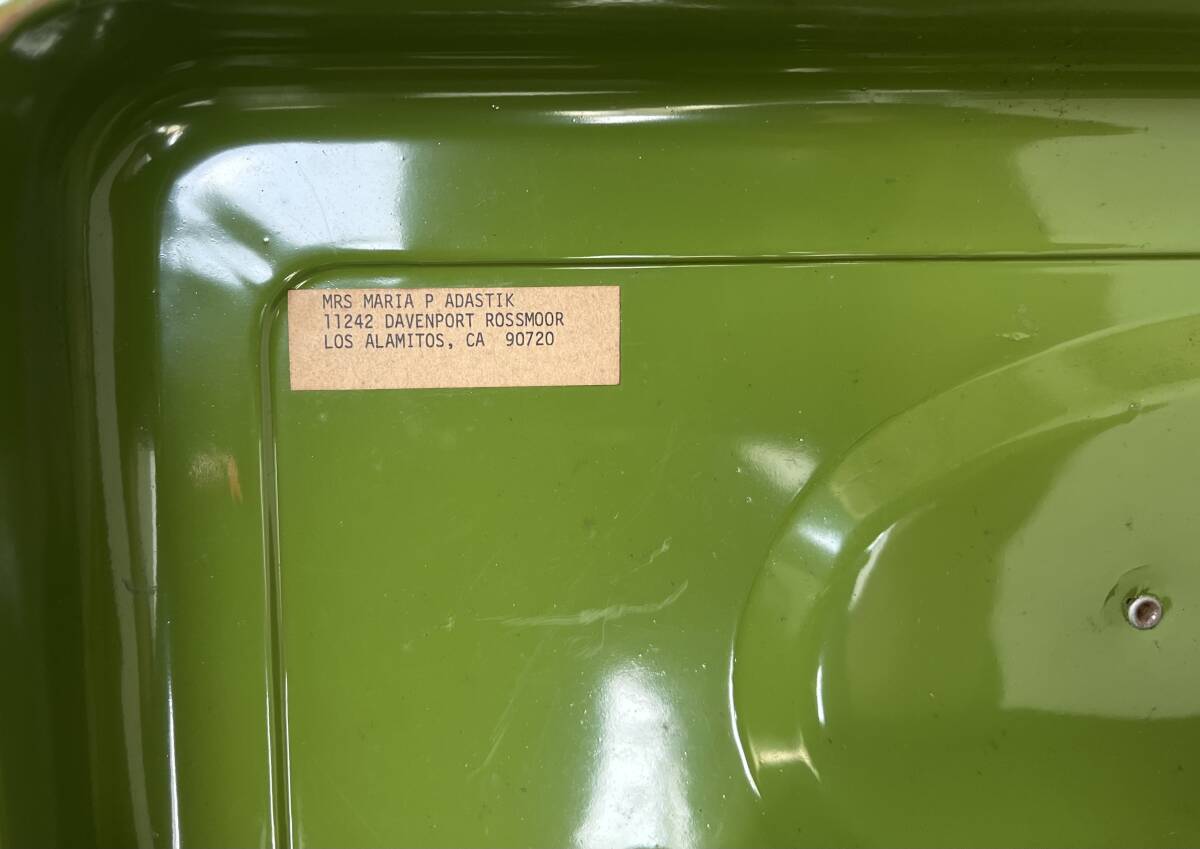 MRS MARIA P ADASTIK
11242 DAVENPORT ROSSMOOR
LOS ALAMITOS, CA 90720